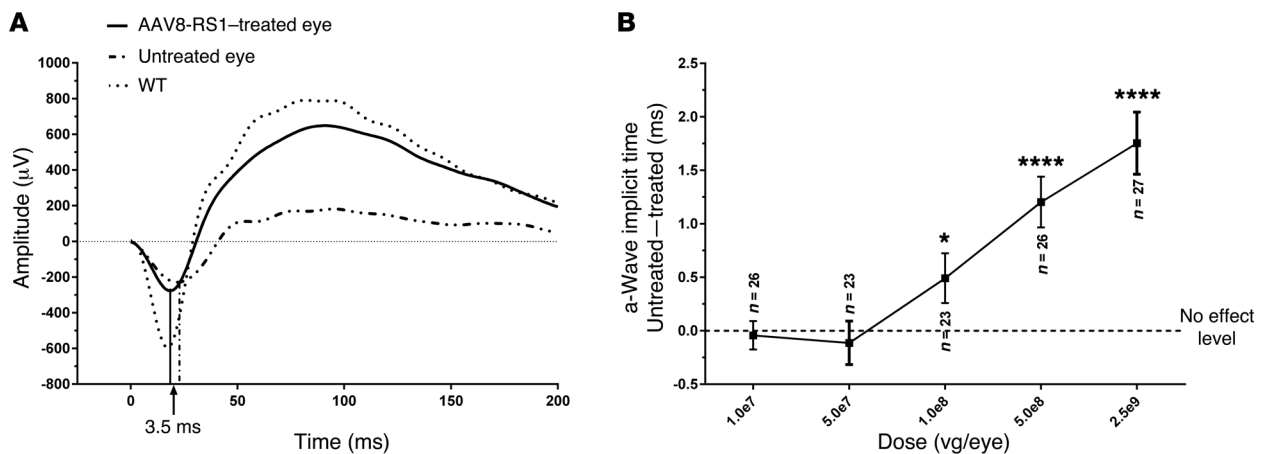 A
AAV8-RS1–treated eye
Untreated eye
WT
1000
800
600
400
200
0
-200
-400
-600
-800
Amplitude (μV)
0
50
100
150
200
3.5 ms
Time (ms)
B
2.5
2.0
1.5
1.0
0.5
0.0
-0.5
a-Wave implicit time
Untreated—treated (ms)
n = 26
n = 23
*
n = 23
****
n = 26
****
n = 27
No effect
level
1.0e7
5.0e7
1.0e8
5.0e8
2.5e9
Dose (vg/eye)